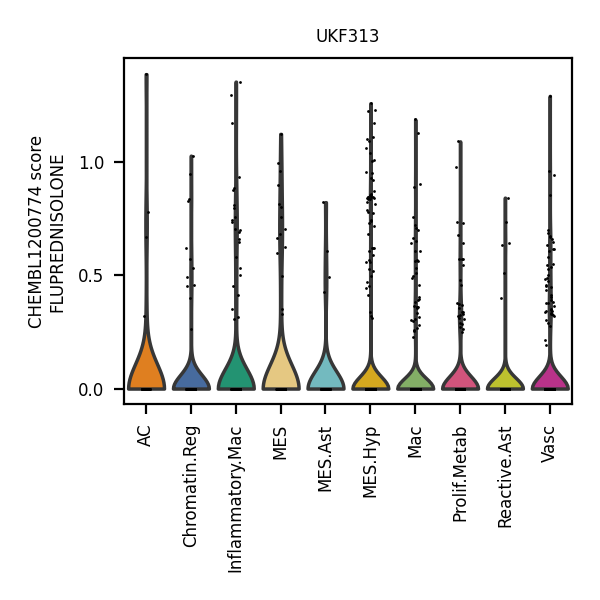 UKF313
CHEMBL1200774 score
FLUPREDNISOLONE
1.0
0.5
0.0
AC
Chromatin.Reg
Inflammatory.Mac
MES
MES.Ast
MES.Hyp
Mac
Prolif.Metab
Reactive.Ast
Vasc